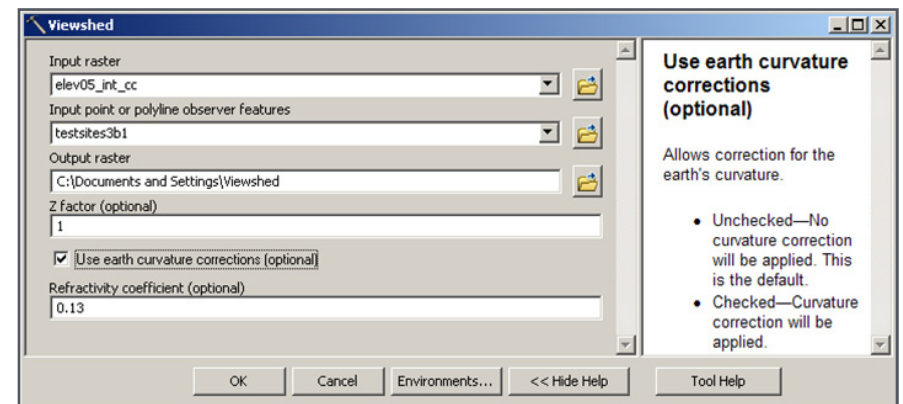 Viewshed
Input raster
elev05_int_cc
Input point or polyline observer features
testsites3b1
Output raster
C:\Documents and Settings\Viewshed
Z factor (optional)
1
Use earth curvature corrections (optional)
Refractivity coefficient (optional)
0.13
Use earth curvature
corrections
(optional)
Allows correction for the
earth's curvature.
• Unchecked—No
curvature correction
will be applied. This
is the default.
• Checked—Curvature
correction will be
applied.
OK
Cancel
Environments...
<< Hide Help
Tool Help